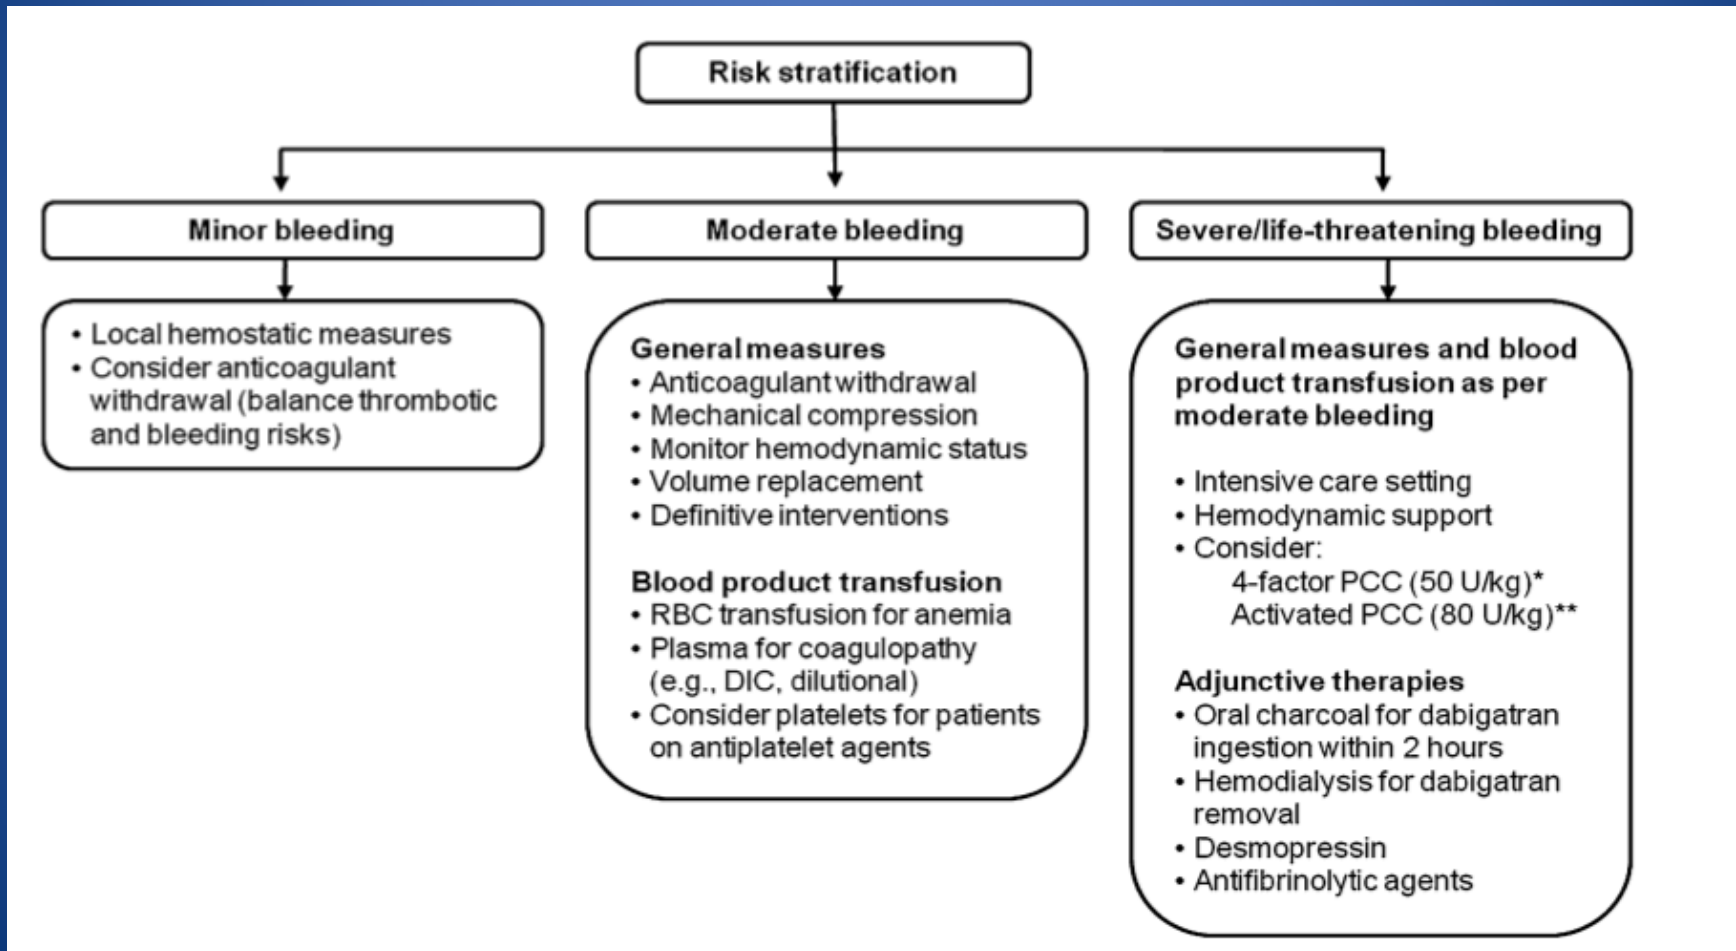 Risk stratification
Minor bleeding
• Local hemostatic measures
• Consider anticoagulant
withdrawal (balance thrombotic
and bleeding risks)
Moderate bleeding
General measures
• Anticoagulant withdrawal
• Mechanical compression
• Monitor hemodynamic status
• Volume replacement
• Definitive interventions
Blood product transfusion
• RBC transfusion for anemia
• Plasma for coagulopathy
(e.g., DIC, dilutional)
• Consider platelets for patients
on antiplatelet agents
Severe/life-threatening bleeding
General measures and blood
product transfusion as per
moderate bleeding
• Intensive care setting
• Hemodynamic support
• Consider:
4-factor PCC (50 U/kg)*
Activated PCC (80 U/kg)**
Adjunctive therapies
• Oral charcoal for dabigatran
ingestion within 2 hours
• Hemodialysis for dabigatran
removal
• Desmopressin
• Antifibrinolytic agents